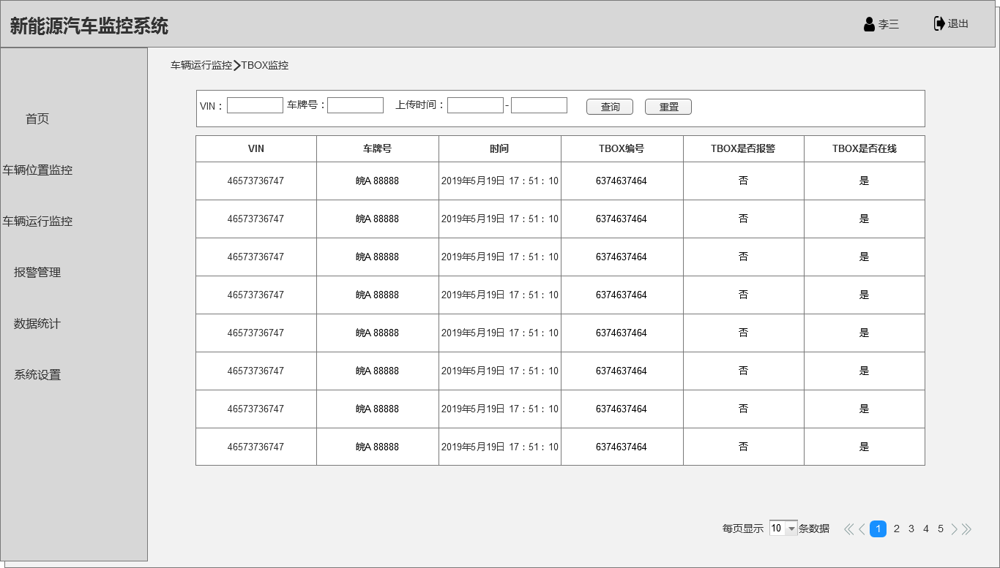 新能源汽车监控系统 李三 退出
车辆运行监控 TBOX监控
VIN： 车牌号： 上传时间： - 查询 重置
首页
车辆位置监控
车辆运行监控
报警管理
数据统计
系统设置
VIN 车牌号 时间 TBOX编号 TBOX是否报警 TBOX是否在线
46573736747 皖A 88888 2019年5月19日 17：51：10 6374637464 否 是
46573736747 皖A 88888 2019年5月19日 17：51：10 6374637464 否 是
46573736747 皖A 88888 2019年5月19日 17：51：10 6374637464 否 是
46573736747 皖A 88888 2019年5月19日 17：51：10 6374637464 否 是
46573736747 皖A 88888 2019年5月19日 17：51：10 6374637464 否 是
46573736747 皖A 88888 2019年5月19日 17：51：10 6374637464 否 是
46573736747 皖A 88888 2019年5月19日 17：51：10 6374637464 否 是
46573736747 皖A 88888 2019年5月19日 17：51：10 6374637464 否 是
每页显示 10 条数据 1 2 3 4 5